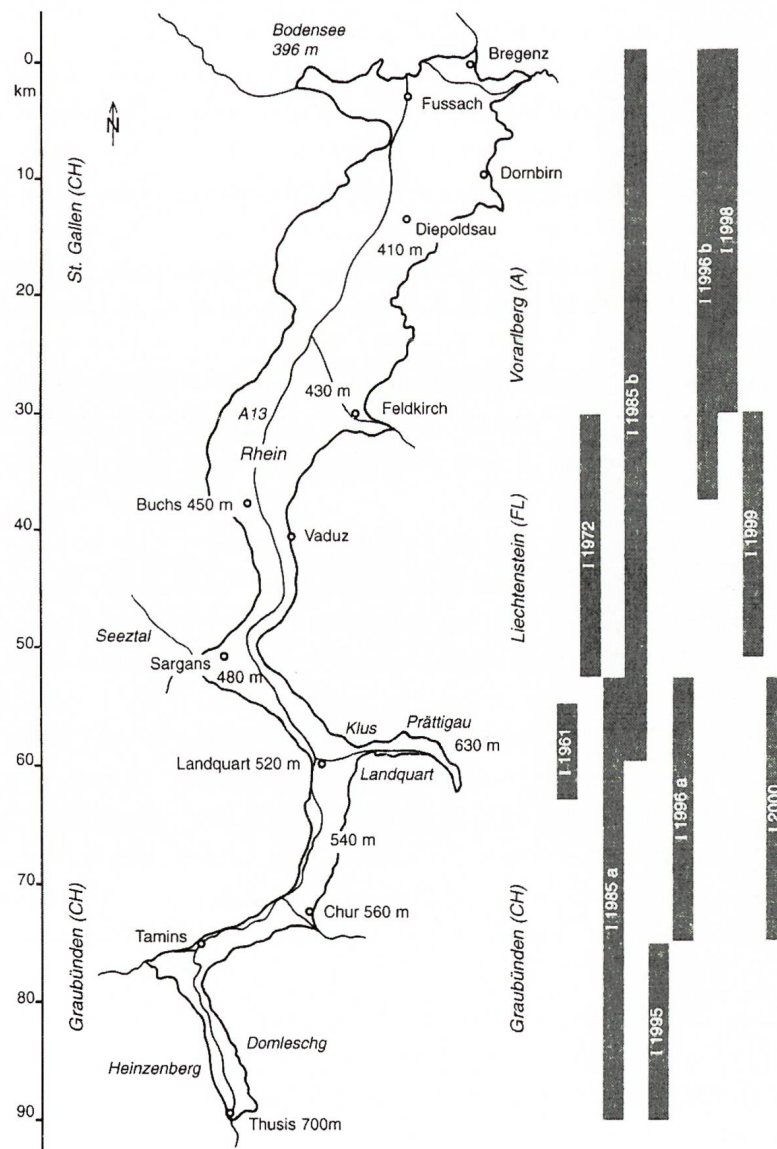 Bodensee
396 m
Bregenz
0
km
N
Fussach
Dornbirn
10
St. Gallen (CH)
Diepoldsau
410 m
Vorarlberg (A)
I 1996 b
I 1998
20
430 m
Feldkirch
30
A13
Rhein
I 1985 b
Buchs 450 m
Liechtenstein (FL)
I 1972
I 1999
40
Vaduz
Seeztal
50
Sargans
480 m
Klus
Prättigau
630 m
I 1961
60
Landquart 520 m
Landquart
I 1996 a
I 2000
540 m
70
I 1985 a
Graubünden (CH)
Chur 560 m
Tamins
Graubünden (CH)
80
I 1995
Domleschg
Heinzenberg
90
Thusis 700m